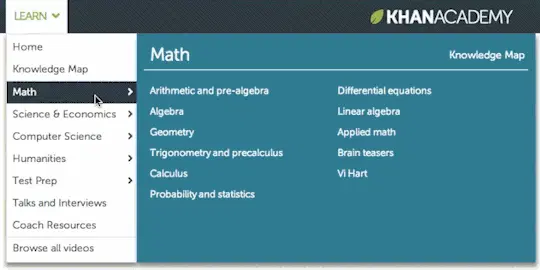 LEARN
KHANACADEMY
Home
Knowledge Map
Math
Science & Economics
Computer Science
Humanities
Test Prep
Talks and Interviews
Coach Resources
Browse all videos
Math
Knowledge Map
Arithmetic and pre-algebra
Algebra
Geometry
Trigonometry and precalculus
Calculus
Probability and statistics
Differential equations
Linear algebra
Applied math
Brain teasers
Vi Hart